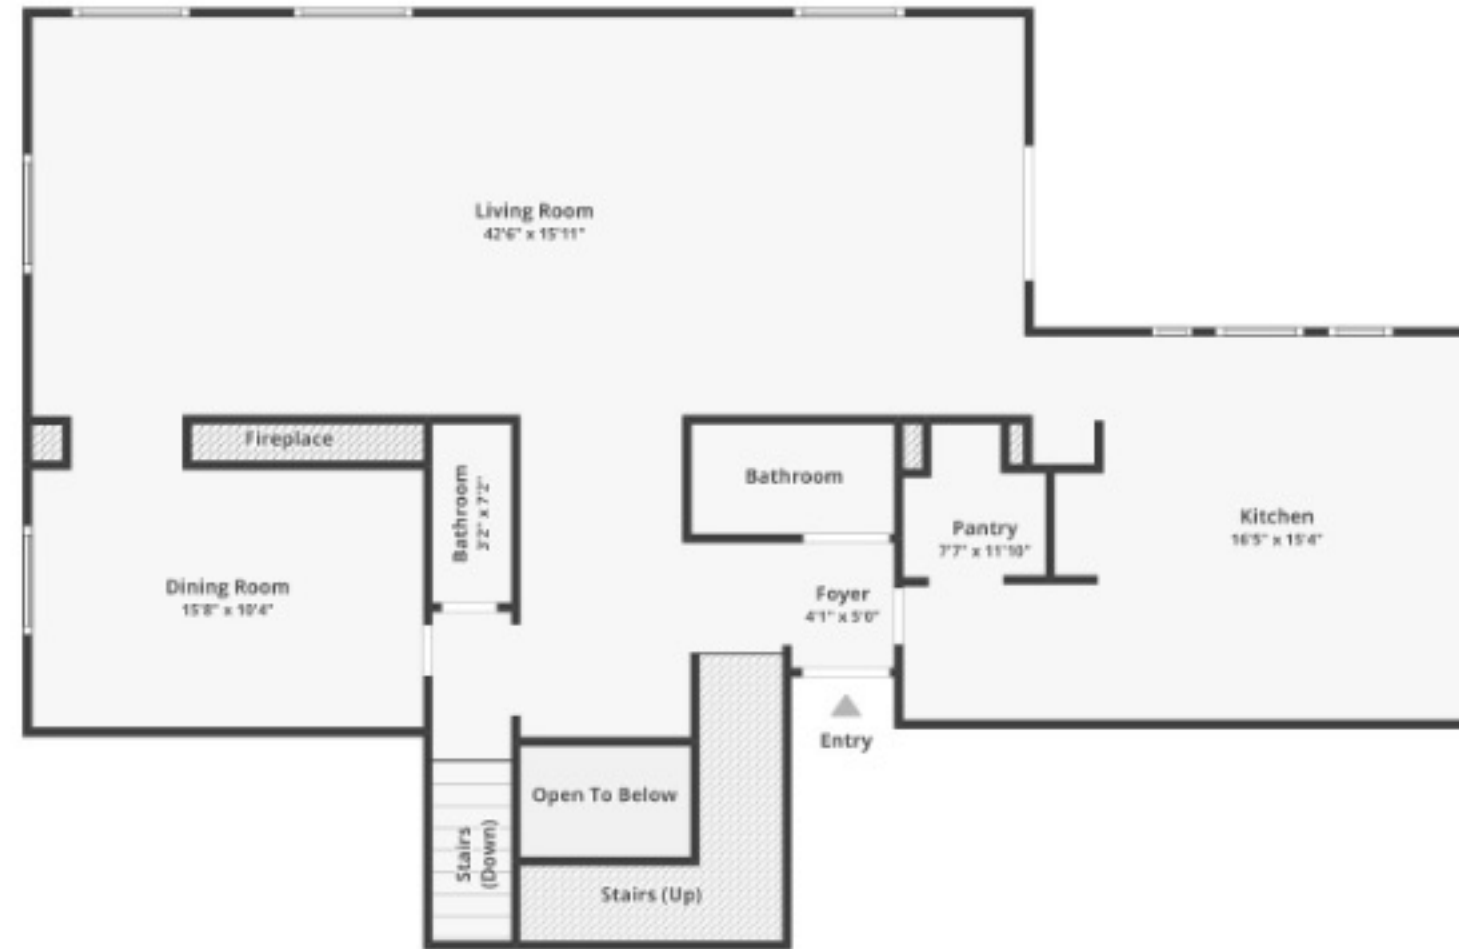 Living Room
42'6" x 15'11"
Fireplace
Bathroom
3'2" x 7'2"
Bathroom
Pantry
7'7" x 11'10"
Kitchen
16'5" x 15'4"
Dining Room
15'8" x 10'4"
Foyer
4'1" x 5'0"
Entry
Open To Below
Stairs
(Down)
Stairs (Up)